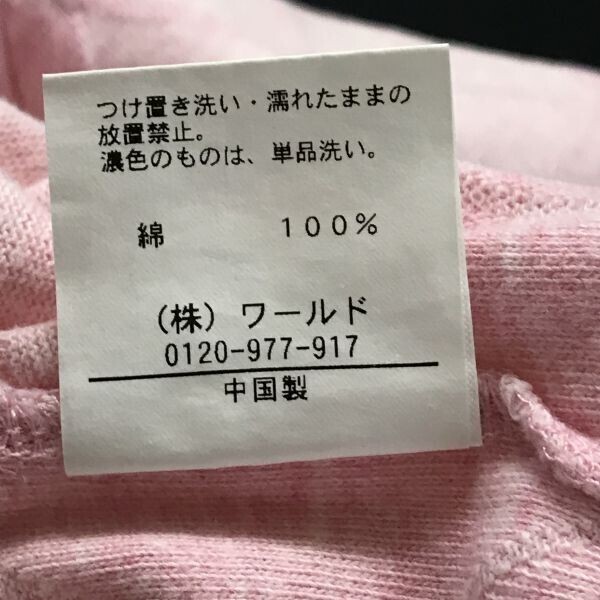 つけ置き洗い・濡れたままの
放置禁止。
濃色のものは、単品洗い。
綿 100%
(株)ワールド
0120-977-917
中国製